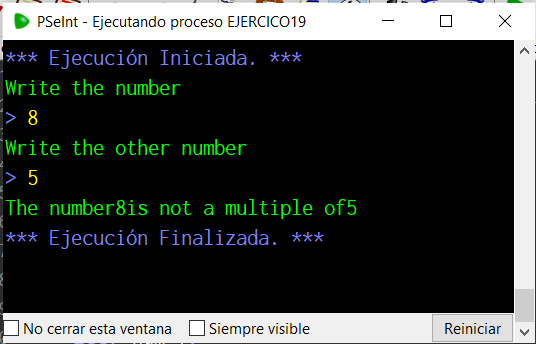 PSeInt - Ejecutando proceso EJERCICO19
*** Ejecución Iniciada. ***
Write the number
> 8
Write the other number
> 5
The number8is not a multiple of5
*** Ejecución Finalizada. ***
No cerrar esta ventana
Siempre visible
Reiniciar